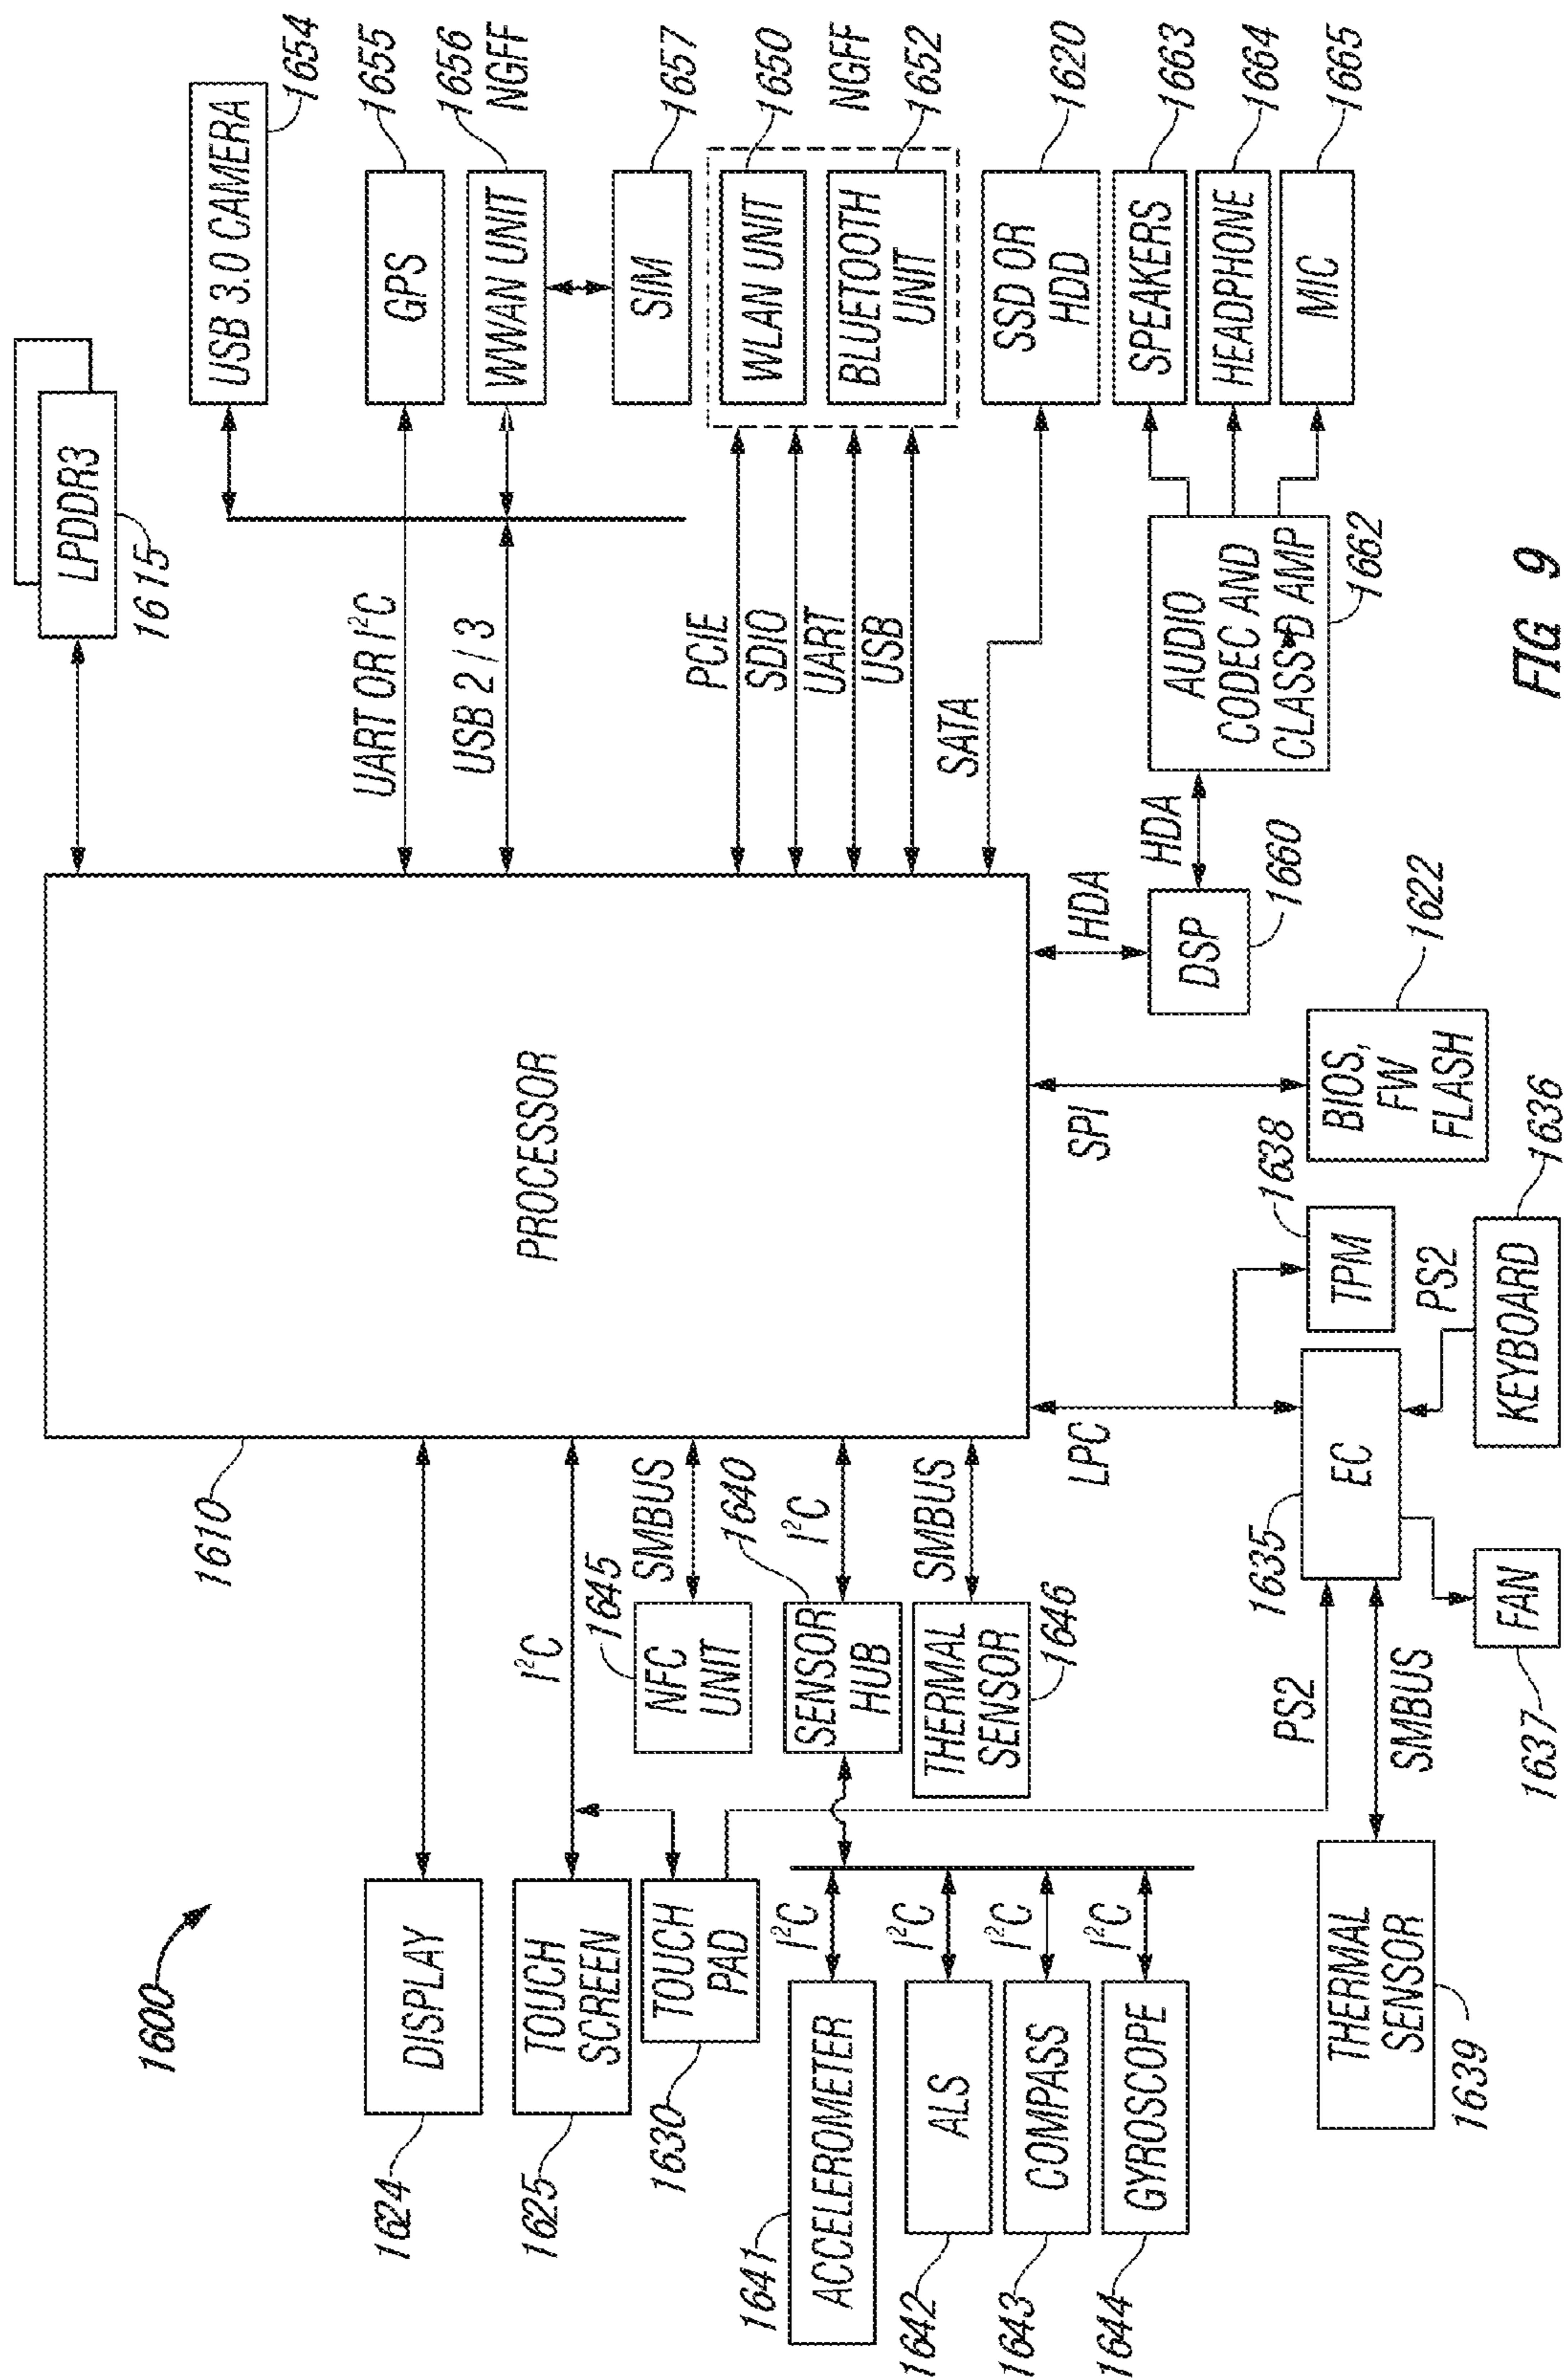 1600
LPDDR3
1615
USB 3.0 CAMERA
1654
DISPLAY
1624
1610
PROCESSOR
UART OR I²C
GPS
1655
USB 2 / 3
WWAN UNIT
1656
NGFF
SIM
1657
TOUCH
SCREEN
1625
I²C
TOUCH
PAD
1630
1645
NFC
UNIT
SMBUS
1640
SENSOR
HUB
I²C
THERMAL
SENSOR
1646
SMBUS
PCIE
SDIO
UART
USB
WLAN UNIT
1650
BLUETOOTH
UNIT
NGFF
1652
SATA
SSD OR
HDD
1620
1641
ACCELEROMETER
I²C
1642
ALS
I²C
1643
COMPASS
I²C
1644
GYROSCOPE
I²C
LPC
SPI
HDA
DSP
1660
HDA
AUDIO
CODEC AND
CLASS D AMP
1662
SPEAKERS
1663
HEADPHONE
1664
MIC
1665
THERMAL
SENSOR
1639
PS2
SMBUS
1635
EC
TPM
1638
BIOS,
FW
FLASH
1622
FAN
1637
PS2
KEYBOARD
1636
FIG 9